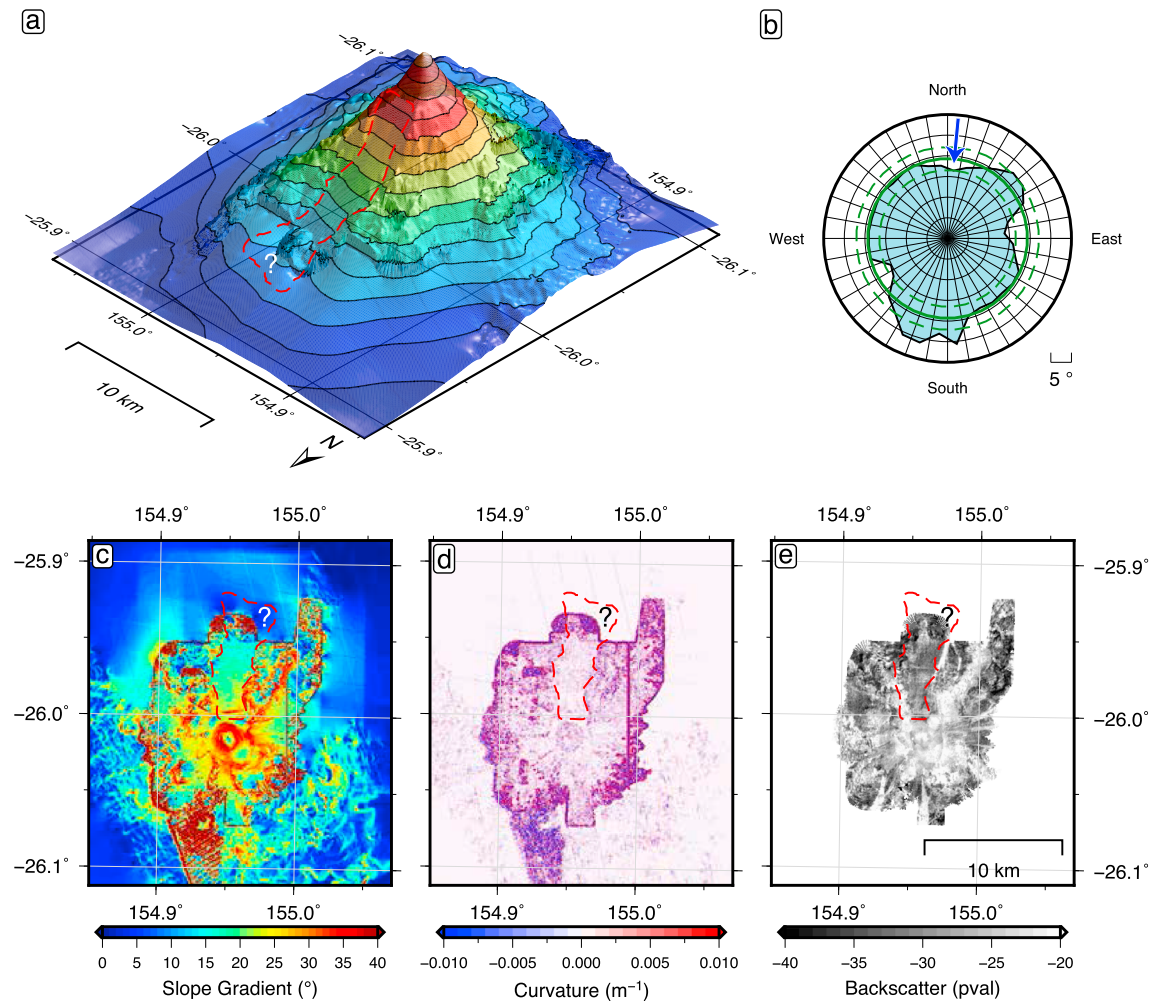 a
b
−26.1°
−26.0°
−25.9°
155.0°
154.9°
−25.9°
−26.0°
−26.1°
154.9°
?
10 km
N
North
West
East
South
5 °
154.9°
155.0°
154.9°
155.0°
154.9°
155.0°
c
d
e
−25.9°
−26.0°
−26.1°
?
?
?
−25.9°
−26.0°
−26.1°
10 km
154.9°
155.0°
154.9°
155.0°
154.9°
155.0°
0 5 10 15 20 25 30 35 40
Slope Gradient (°)
−0.010 −0.005 0.000 0.005 0.010
Curvature (m⁻¹)
−40 −35 −30 −25 −20
Backscatter (pval)